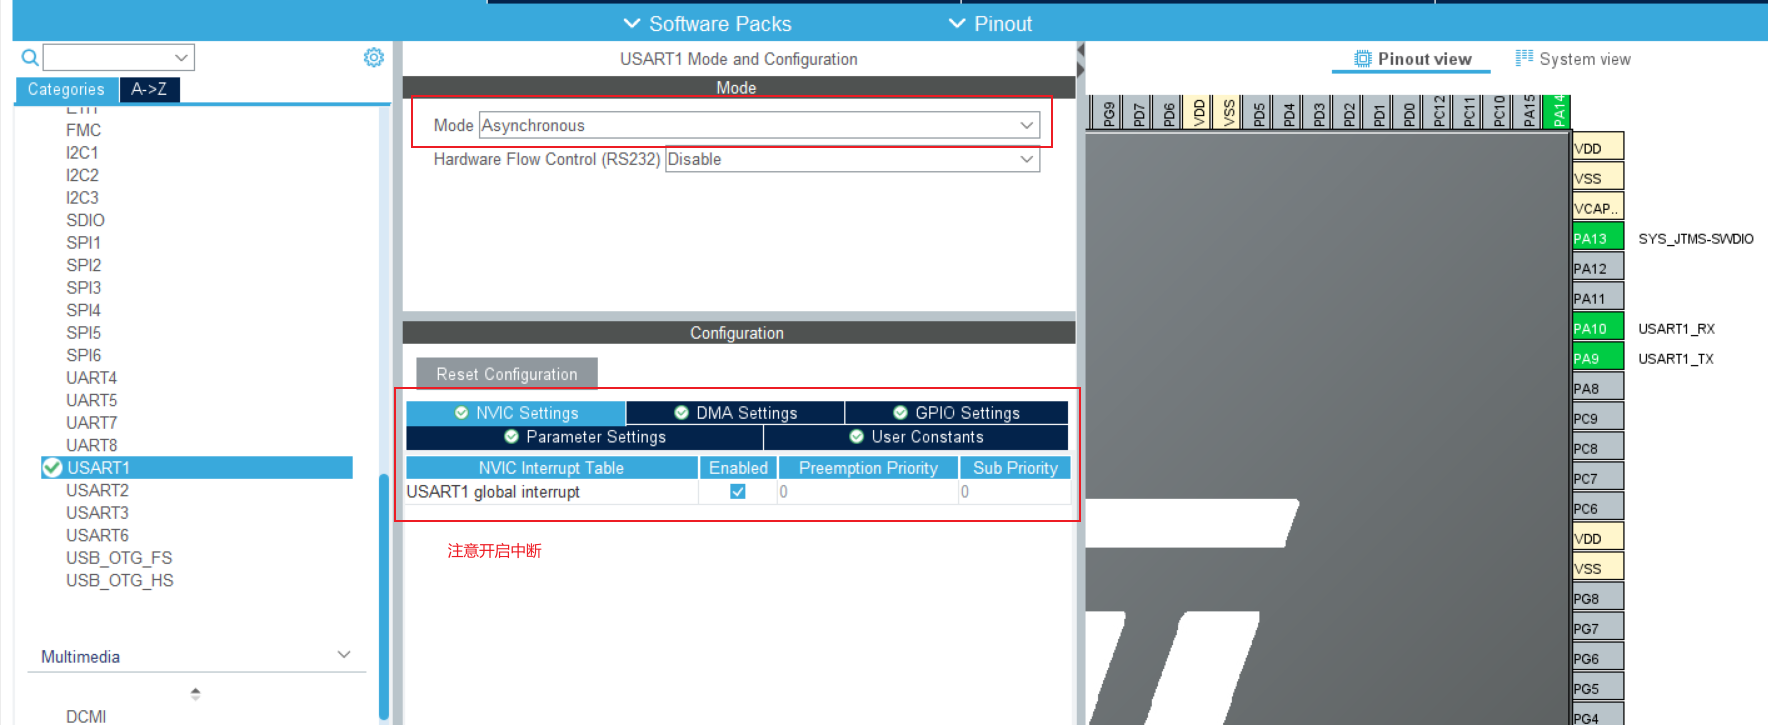 Software Packs
Pinout
USART1 Mode and Configuration
Pinout view
System view
Categories
A->Z
Mode
FMC
I2C1
I2C2
I2C3
SDIO
SPI1
SPI2
SPI3
SPI4
SPI5
SPI6
UART4
UART5
UART7
UART8
USART1
USART2
USART3
USART6
USB_OTG_FS
USB_OTG_HS
Multimedia
DCMI
Mode Asynchronous
Hardware Flow Control (RS232) Disable
Configuration
Reset Configuration
NVIC Settings
DMA Settings
GPIO Settings
Parameter Settings
User Constants
NVIC Interrupt Table Enabled Preemption Priority Sub Priority
USART1 global interrupt 0 0
注意开启中断
PG9
PD7
PD6
VDD
VSS
PD5
PD4
PD3
PD2
PD1
PD0
PC12
PC11
PC10
PA15
PA14
VDD
VSS
VCAP..
PA13 SYS_JTMS-SWDIO
PA12
PA11
PA10 USART1_RX
PA9 USART1_TX
PA8
PC9
PC8
PC7
PC6
VDD
VSS
PG8
PG7
PG6
PG5
PG4